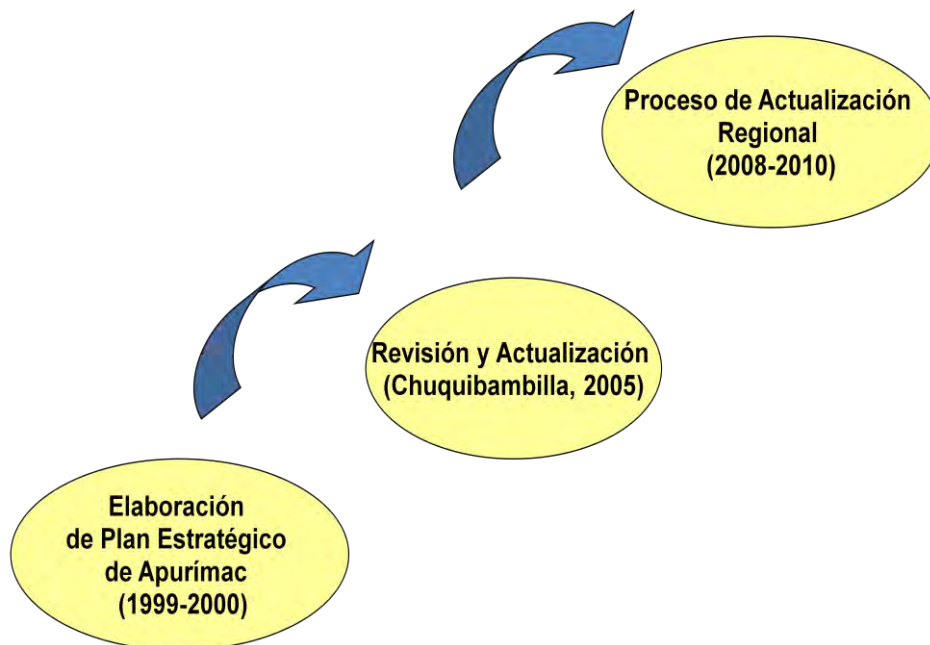 Proceso de Actualización
Regional
(2008-2010)
Revisión y Actualización
(Chuquibambilla, 2005)
Elaboración
de Plan Estratégico
de Apurímac
(1999-2000)